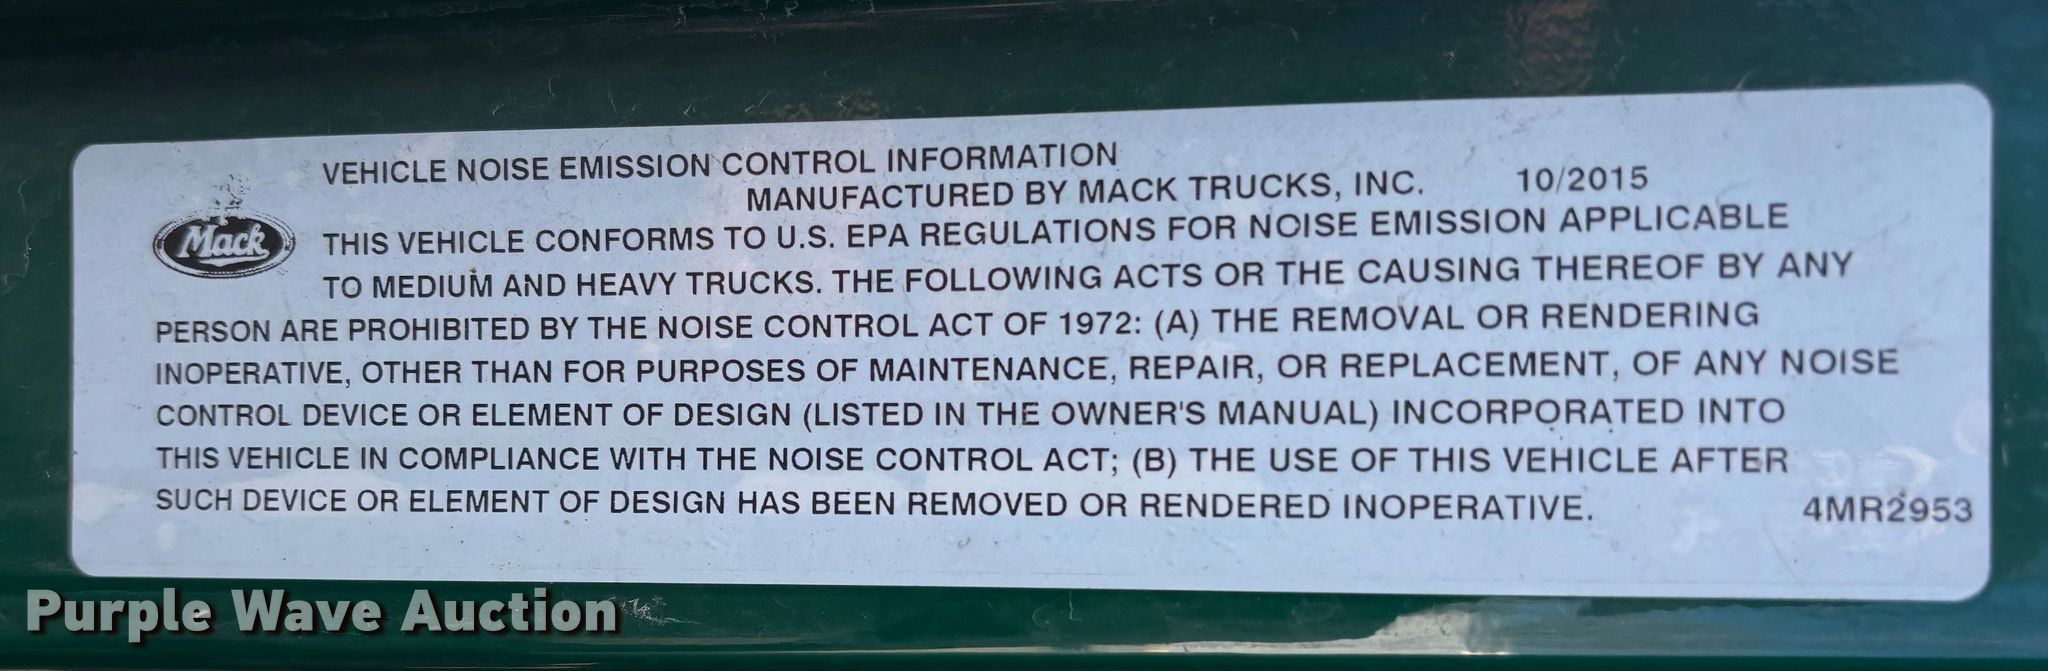 VEHICLE NOISE EMISSION CONTROL INFORMATION
MANUFACTURED BY MACK TRUCKS, INC. 10/2015
Mack
THIS VEHICLE CONFORMS TO U.S. EPA REGULATIONS FOR NOISE EMISSION APPLICABLE
TO MEDIUM AND HEAVY TRUCKS. THE FOLLOWING ACTS OR THE CAUSING THEREOF BY ANY
PERSON ARE PROHIBITED BY THE NOISE CONTROL ACT OF 1972: (A) THE REMOVAL OR RENDERING
INOPERATIVE, OTHER THAN FOR PURPOSES OF MAINTENANCE, REPAIR, OR REPLACEMENT, OF ANY NOISE
CONTROL DEVICE OR ELEMENT OF DESIGN (LISTED IN THE OWNER'S MANUAL) INCORPORATED INTO
THIS VEHICLE IN COMPLIANCE WITH THE NOISE CONTROL ACT; (B) THE USE OF THIS VEHICLE AFTER
SUCH DEVICE OR ELEMENT OF DESIGN HAS BEEN REMOVED OR RENDERED INOPERATIVE. 4MR2953
Purple Wave Auction